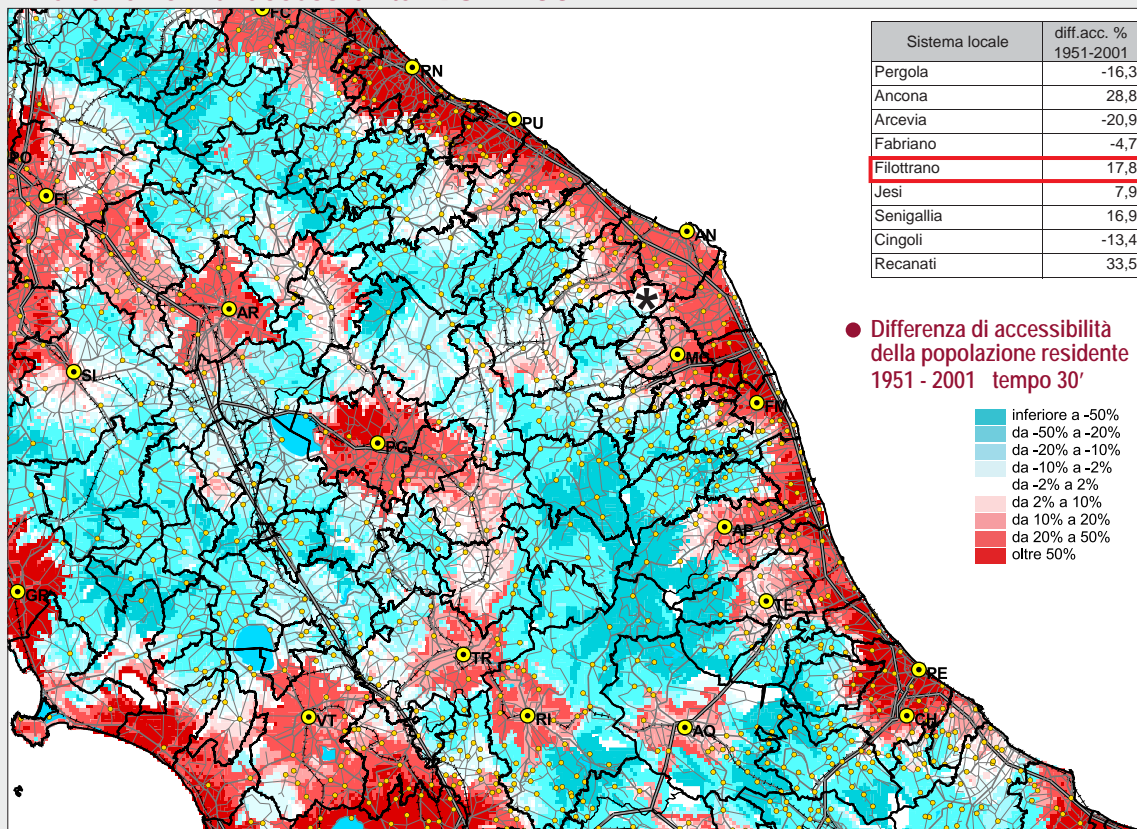 Sistema locale diff.acc. % 1951-2001
Pergola -16,3
Ancona 28,8
Arcevia -20,9
Fabriano -4,7
Filottrano 17,8
Jesi 7,9
Senigallia 16,9
Cingoli -13,4
Recanati 33,5
● Differenza di accessibilità
della popolazione residente
1951 - 2001 tempo 30'
inferiore a -50%
da -50% a -20%
da -20% a -10%
da -10% a -2%
da -2% a 2%
da 2% a 10%
da 10% a 20%
da 20% a 50%
oltre 50%
FC
RN
PU
PO
FI
AN
AR
*
MC
SI
FM
PG
AP
GR
TE
TR
PE
VT
RI
CH
AQ